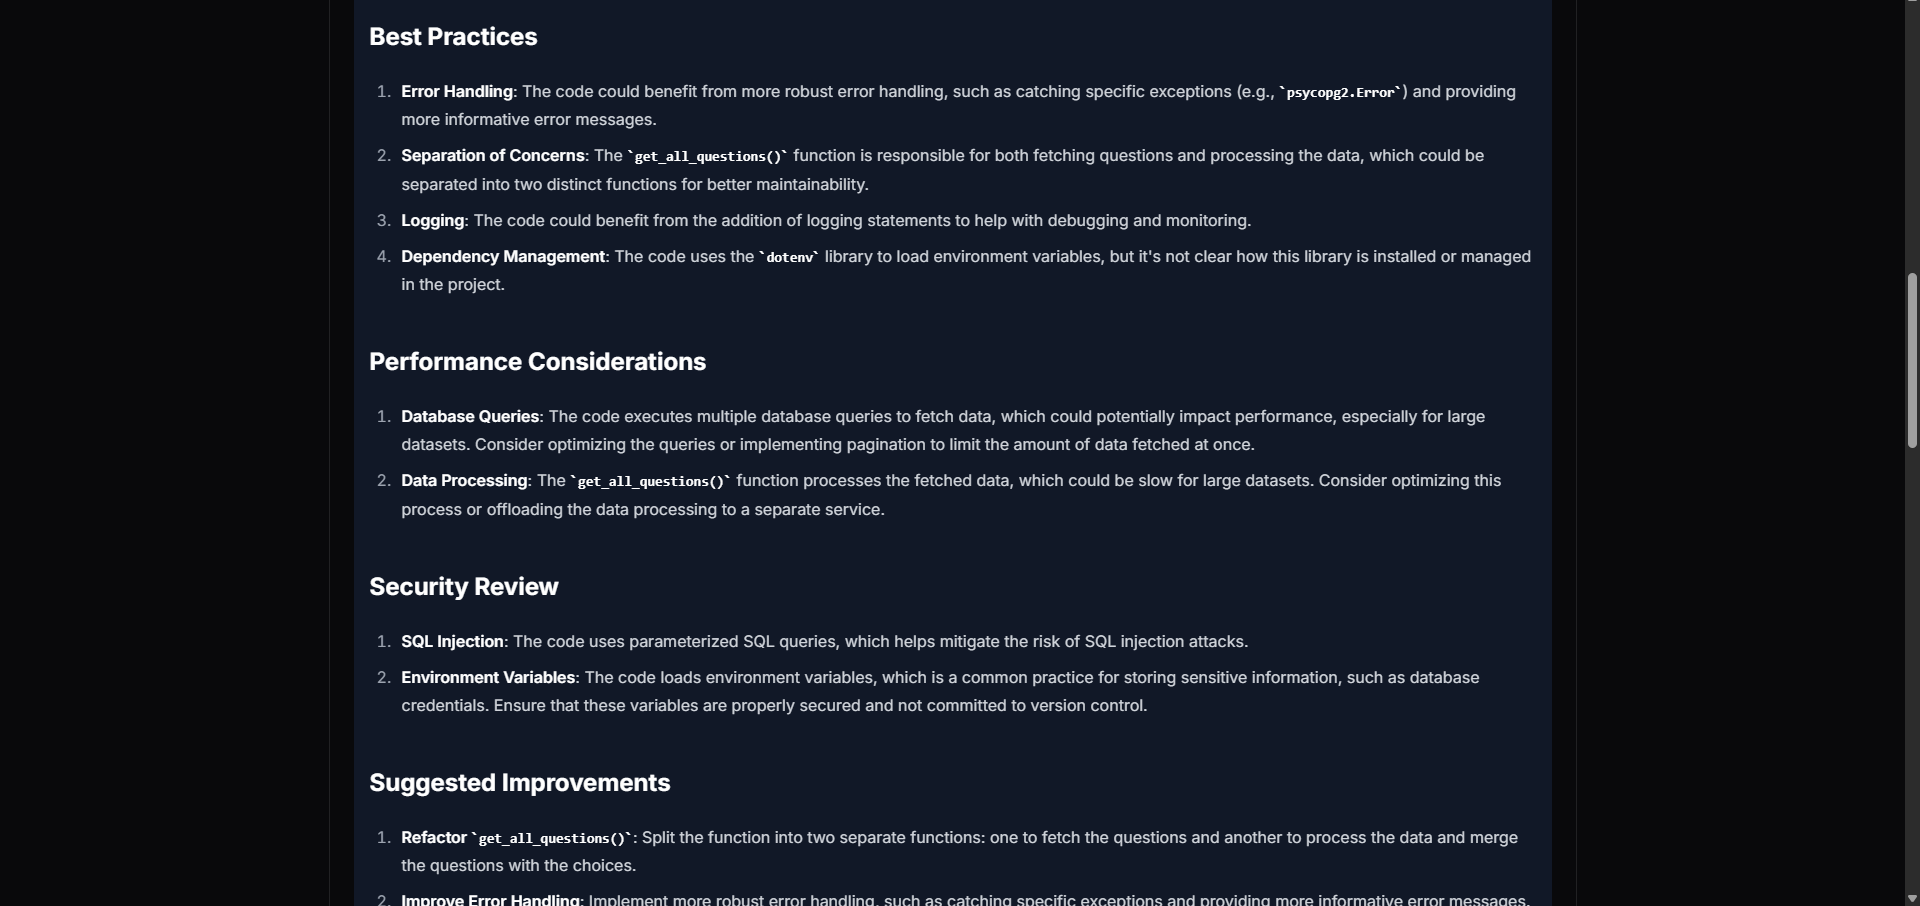 Best Practices
1. Error Handling: The code could benefit from more robust error handling, such as catching specific exceptions (e.g., `psycopg2.Error`) and providing
more informative error messages.
2. Separation of Concerns: The `get_all_questions()` function is responsible for both fetching questions and processing the data, which could be
separated into two distinct functions for better maintainability.
3. Logging: The code could benefit from the addition of logging statements to help with debugging and monitoring.
4. Dependency Management: The code uses the `dotenv` library to load environment variables, but it's not clear how this library is installed or managed
in the project.
Performance Considerations
1. Database Queries: The code executes multiple database queries to fetch data, which could potentially impact performance, especially for large
datasets. Consider optimizing the queries or implementing pagination to limit the amount of data fetched at once.
2. Data Processing: The `get_all_questions()` function processes the fetched data, which could be slow for large datasets. Consider optimizing this
process or offloading the data processing to a separate service.
Security Review
1. SQL Injection: The code uses parameterized SQL queries, which helps mitigate the risk of SQL injection attacks.
2. Environment Variables: The code loads environment variables, which is a common practice for storing sensitive information, such as database
credentials. Ensure that these variables are properly secured and not committed to version control.
Suggested Improvements
1. Refactor `get_all_questions()`: Split the function into two separate functions: one to fetch the questions and another to process the data and merge
the questions with the choices.
2. Improve Error Handling: Implement more robust error handling, such as catching specific exceptions and providing more informative error messages.